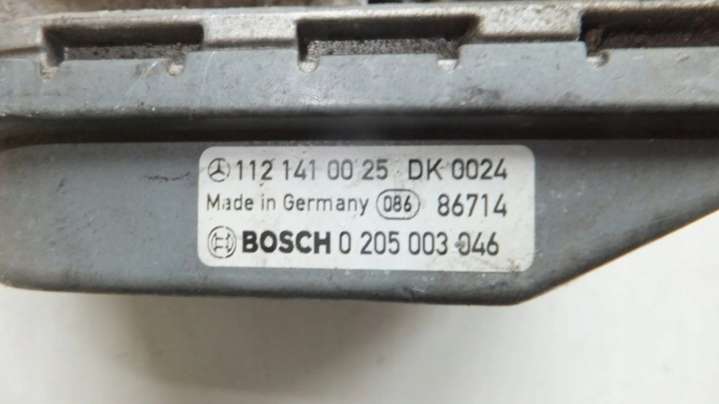 112 141 00 25 DK 0024
Made in Germany 086 86714
BOSCH 0 205 003 046